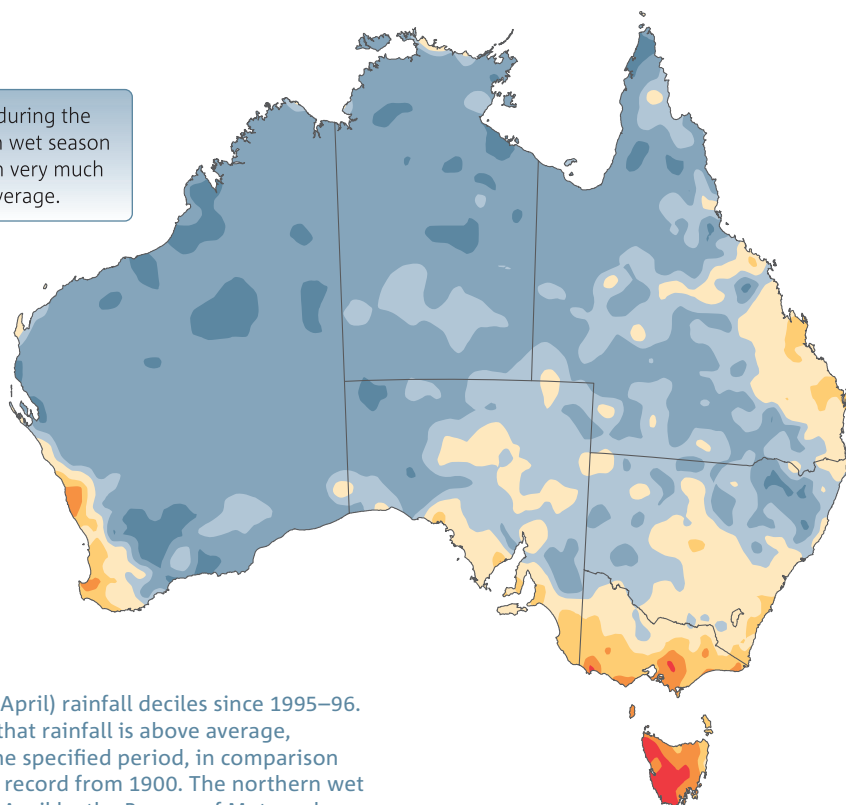 during the
wet season
very much
verage.
April) rainfall deciles since 1995–96.
that rainfall is above average,
he specified period, in comparison
record from 1900. The northern wet